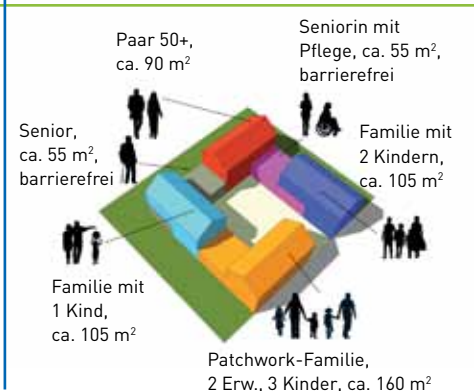 Paar 50+,
ca. 90 m²
Seniorin mit
Pflege, ca. 55 m²,
barrierefrei
Senior,
ca. 55 m²,
barrierefrei
Familie mit
2 Kindern,
ca. 105 m²
Familie mit
1 Kind,
ca. 105 m²
Patchwork-Familie,
2 Erw., 3 Kinder, ca. 160 m²